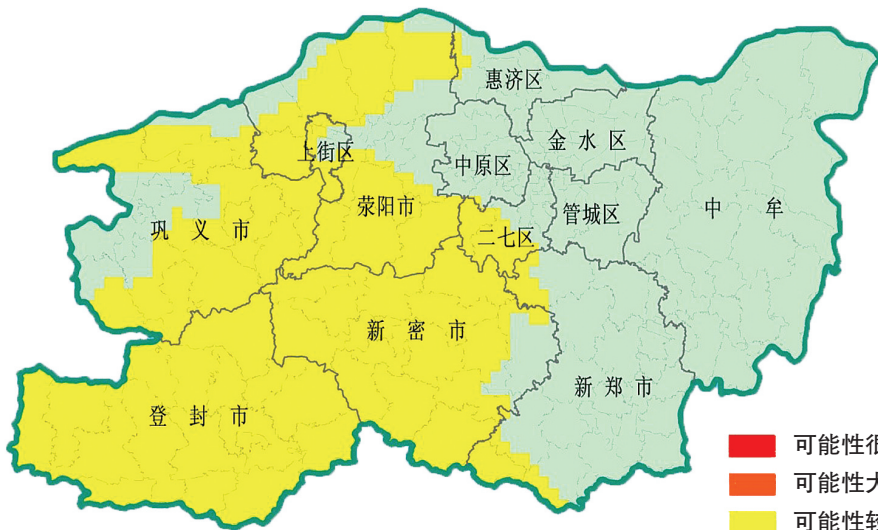 惠济区
金水区
上街区
中原区
荥阳市
管城区
中牟
巩义市
二七区
新密市
新郑市
登封市
可能性很
可能性大
可能性较